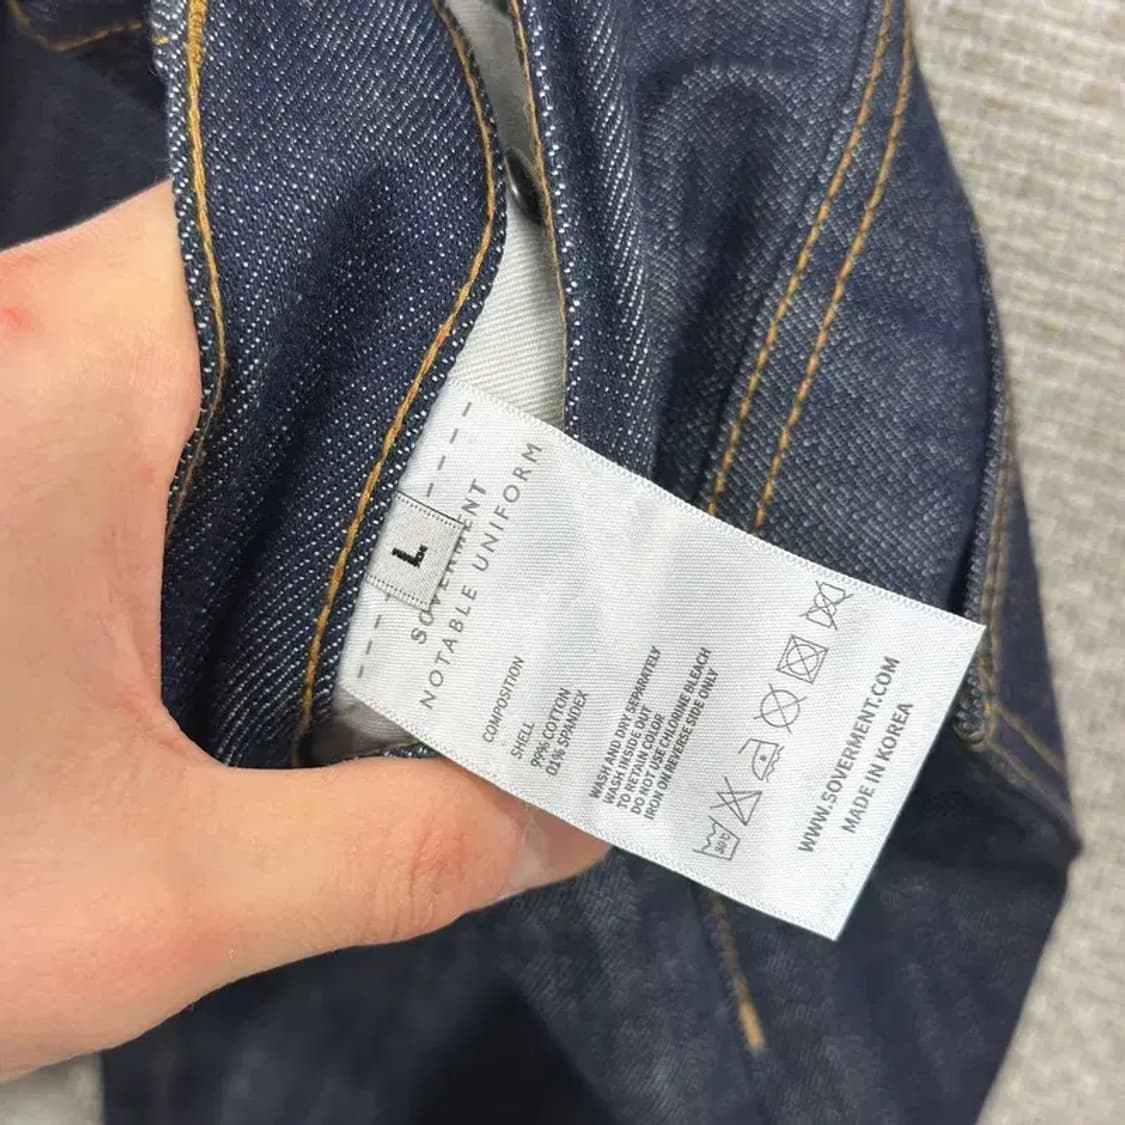 L
SOVERMENT
NOTABLE UNIFORM
COMPOSITION
SHELL
99% COTTON
01% SPANDEX
WASH AND DRY SEPARATELY
WASH INSIDE OUT
TO RETAIN COLOR
DO NOT USE CHLORINE BLEACH
IRON ON REVERSE SIDE ONLY
30°C
WWW.SOVERMENT.COM
MADE IN KOREA